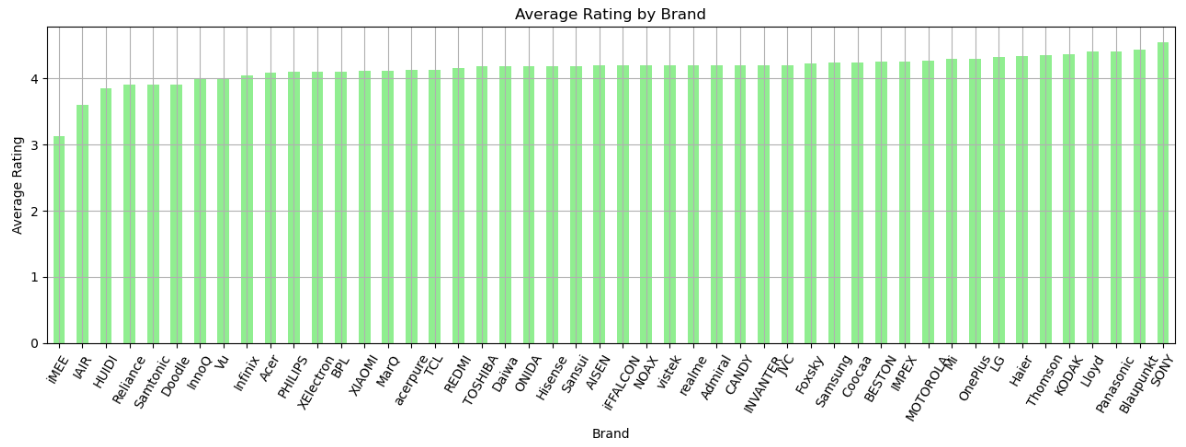 Average Rating by Brand
Average Rating
4
3
2
1
0
iMEE
IAIR
HUIDI
Reliance
Santonic
Doodle
InnoQ
Vu
Infinix
Acer
PHILIPS
XElectron
BPL
XIAOMI
MarQ
acerpure
TCL
REDMI
TOSHIBA
Daiwa
ONIDA
Hisense
Sansui
AISEN
iFFALCON
NOAX
vistek
realme
Admiral
CANDY
INVANTER
JVC
Foxsky
Samsung
Coocaa
BESTON
IMPEX
MOTOROLA
Mi
OnePlus
LG
Haier
Thomson
KODAK
Lloyd
Panasonic
Blaupunkt
SONY
Brand